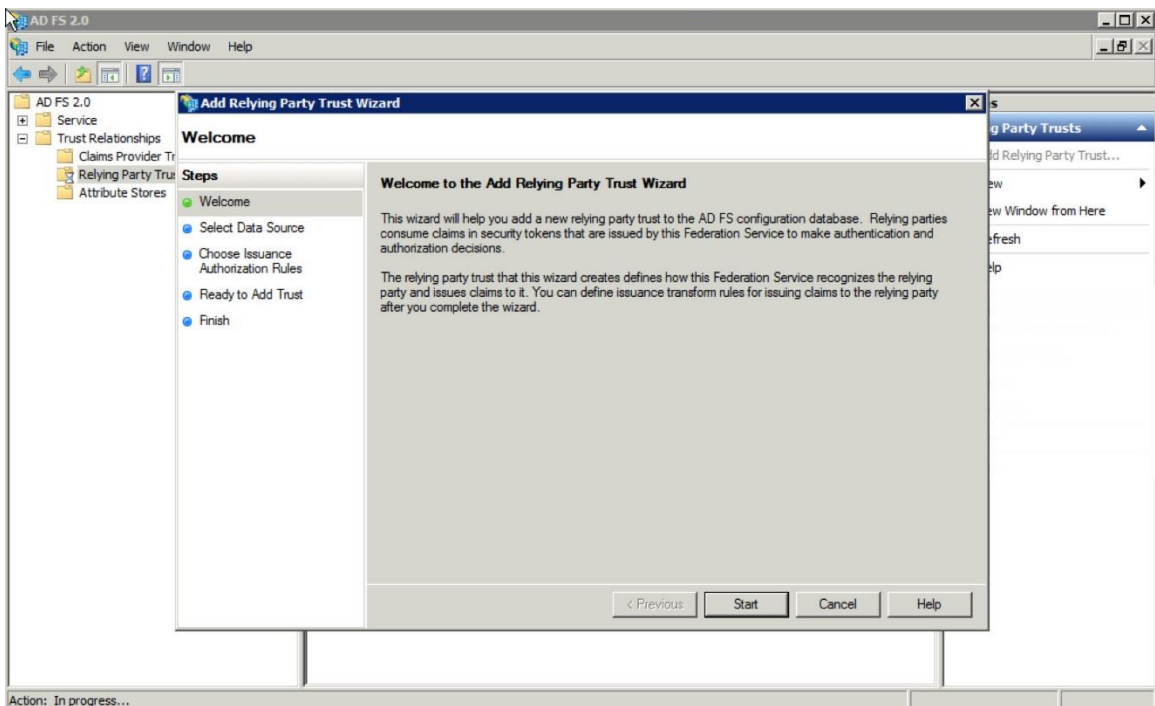 AD FS 2.0
File Action View Window Help
AD FS 2.0
Service
Trust Relationships
Claims Provider Tr
Relying Party Tru
Attribute Stores
Add Relying Party Trust Wizard
Welcome
Steps
Welcome
Select Data Source
Choose Issuance
Authorization Rules
Ready to Add Trust
Finish
Welcome to the Add Relying Party Trust Wizard
This wizard will help you add a new relying party trust to the AD FS configuration database. Relying parties
consume claims in security tokens that are issued by this Federation Service to make authentication and
authorization decisions.
The relying party trust that this wizard creates defines how this Federation Service recognizes the relying
party and issues claims to it. You can define issuance transform rules for issuing claims to the relying party
after you complete the wizard.
< Previous Start Cancel Help
s
g Party Trusts
dd Relying Party Trust...
ew
ew Window from Here
efresh
elp
Action: In progress...